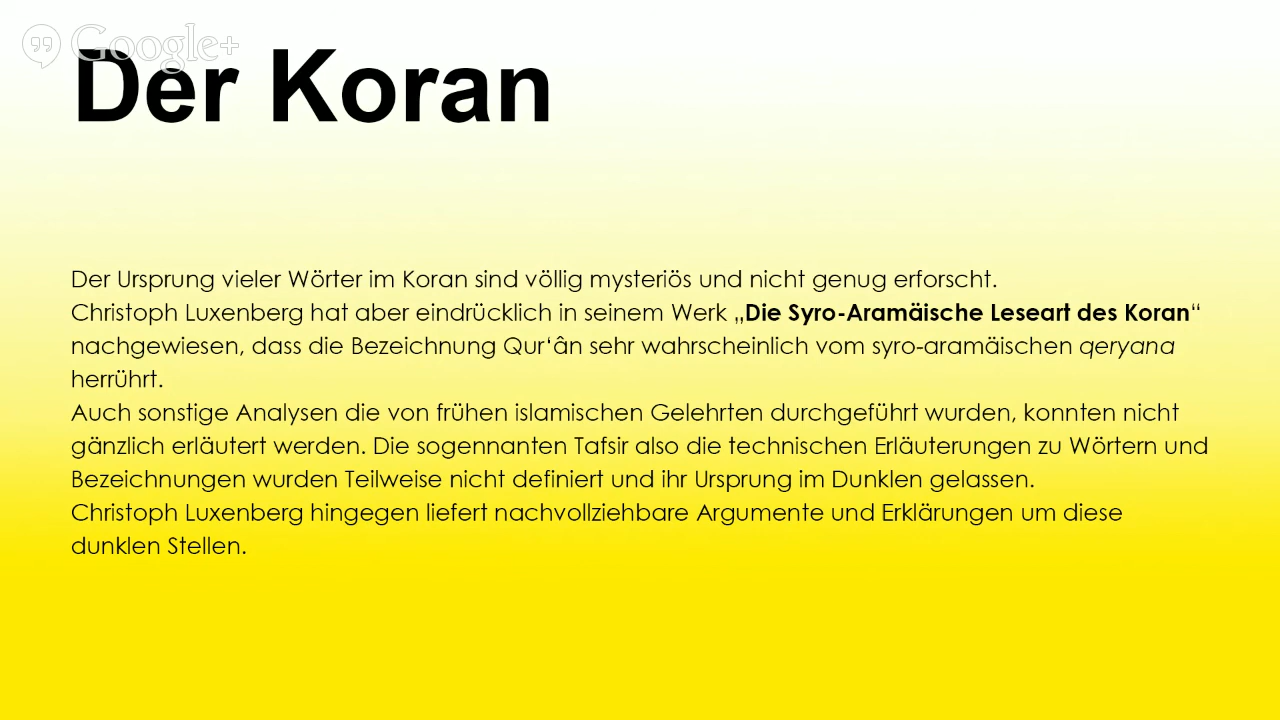 Google+
Der Koran
Der Ursprung vieler Wörter im Koran sind völlig mysteriös und nicht genug erforscht.
Christoph Luxenberg hat aber eindrücklich in seinem Werk „Die Syro-Aramäische Leseart des Koran“
nachgewiesen, dass die Bezeichnung Qur‘ân sehr wahrscheinlich vom syro-aramäischen qeryana
herrührt.
Auch sonstige Analysen die von frühen islamischen Gelehrten durchgeführt wurden, konnten nicht
gänzlich erläutert werden. Die sogennanten Tafsir also die technischen Erläuterungen zu Wörtern und
Bezeichnungen wurden Teilweise nicht definiert und ihr Ursprung im Dunklen gelassen.
Christoph Luxenberg hingegen liefert nachvollziehbare Argumente und Erklärungen um diese
dunklen Stellen.